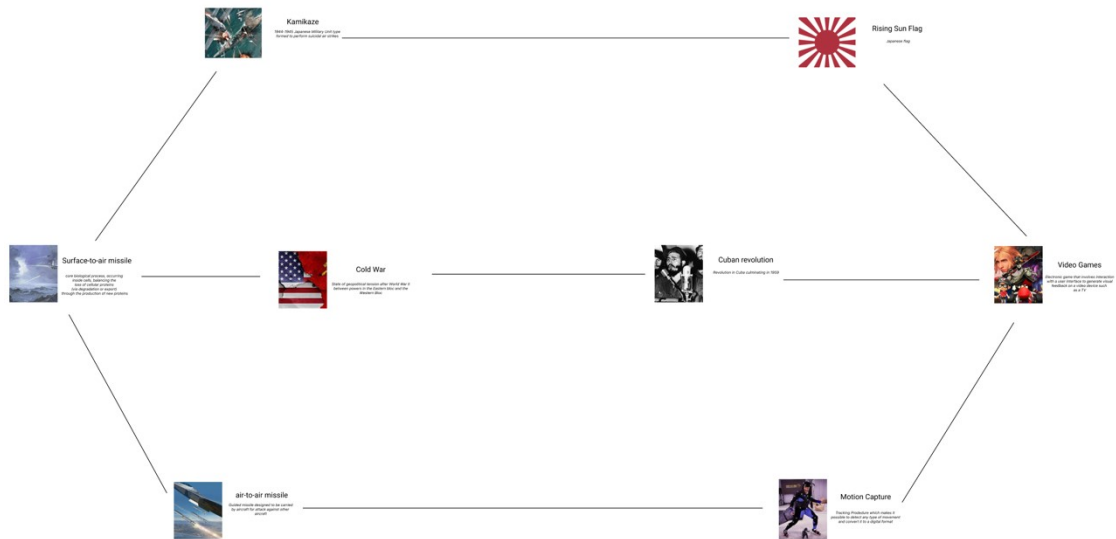 Kamikaze
1944-1945 Japanese Military Unit type
formed to perform suicidal air strikes
Rising Sun Flag
Japanese flag
Surface-to-air missile
core biological process, occurring
inside cells, balancing the
loss of cellular proteins
(via degradation or export)
through the production of new proteins
Cold War
State of geopolitical tension after World War II
between powers in the Eastern bloc and the
Western Bloc
Cuban revolution
Revolution in Cuba culminating in 1959
Video Games
Electronic game that involves interaction
with a user interface to generate visual
feedback on a video device such
as a TV
air-to-air missile
Guided missile designed to be carried
by aircraft for attack against other
aircraft
Motion Capture
Tracking which makes it
possible to detect any type of movement
and convert it to a digital format